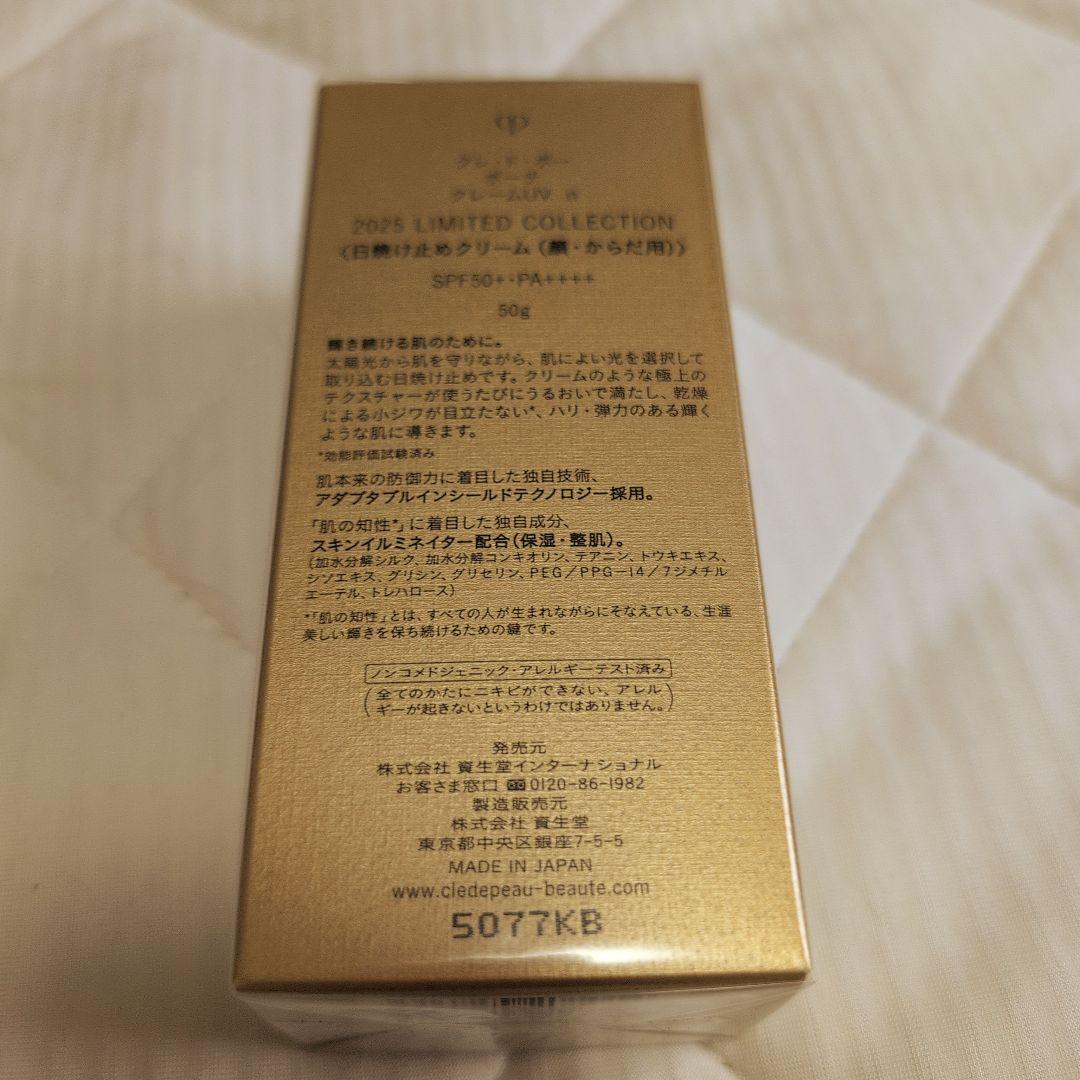 クレ・ド・ポー
ボーテ
クレームUV n
2025 LIMITED COLLECTION
〈日焼け止めクリーム（顔・からだ用）〉
SPF50+・PA++++
50g
輝き続ける肌のために。
太陽光から肌を守りながら、肌によい光を選択して
取り込む日焼け止めです。クリームのような極上の
テクスチャーが使うたびにうるおいで満たし、乾燥
による小ジワが目立たない*、ハリ・弾力のある輝く
ような肌に導きます。
*効能評価試験済み
肌本来の防御力に着目した独自技術、
アダプタブルインシールドテクノロジー採用。
「肌の知性*」に着目した独自成分、
スキンイルミネイター配合（保湿・整肌）。
（加水分解シルク、加水分解コンキオリン、テアニン、トウキエキス、
シソエキス、グリシン、グリセリン、PEG／PPG－14／7ジメチル
エーテル、トレハロース）
*「肌の知性」とは、すべての人が生まれながらにそなえている、生涯
美しい輝きを保ち続けるための鍵です。
ノンコメドジェニック・アレルギーテスト済み
（全てのかたにニキビができない、アレル
ギーが起きないというわけではありません。）
発売元
株式会社 資生堂インターナショナル
お客さま窓口 0120-86-1982
製造販売元
株式会社 資生堂
東京都中央区銀座7-5-5
MADE IN JAPAN
www.cledepeau-beaute.com
5077KB